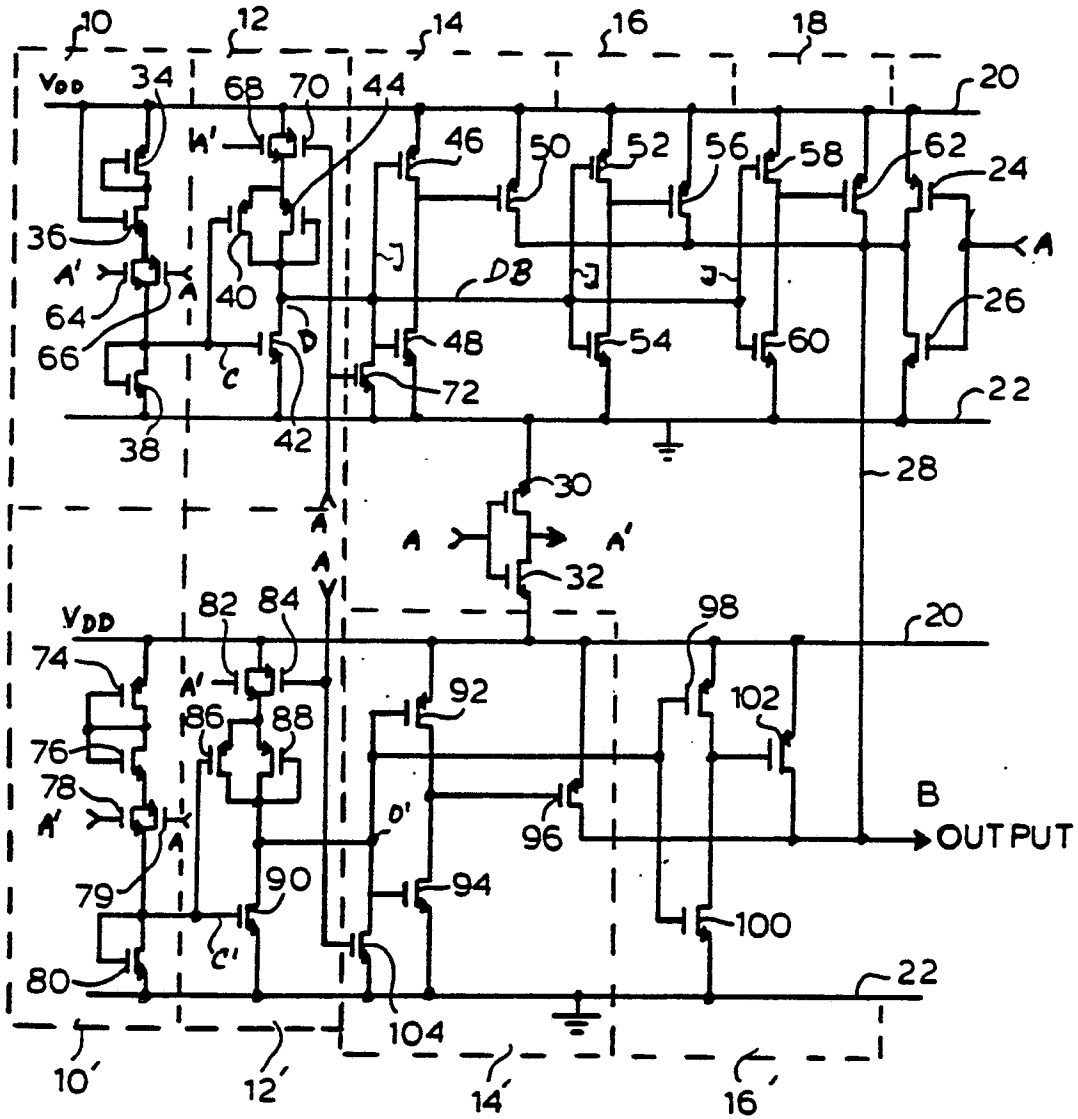 10 12 14 16 18
VDD 34 68 70 44 20
A' 46 50 52 56 58 62 24
36 A
A' A 40 J DB J J 26
64
66 D 48 54 60
C 72 22
38 42
30 28
A A A'
A 32
VDD 82 84 98 20
74 A' 92 102
76 86 88
78 B
A' A D' 96 OUTPUT
79 90 94
C' 100
80 22
104
10' 12' 14' 16'